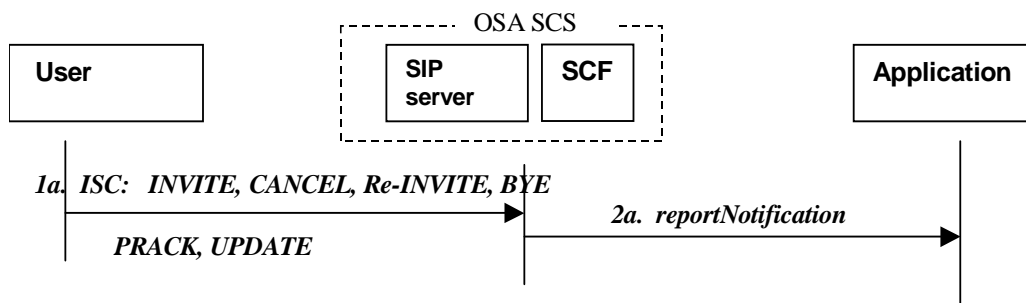 OSA SCS
User
SIP
server
SCF
Application
1a. ISC: INVITE, CANCEL, Re-INVITE, BYE
2a. reportNotification
PRACK, UPDATE